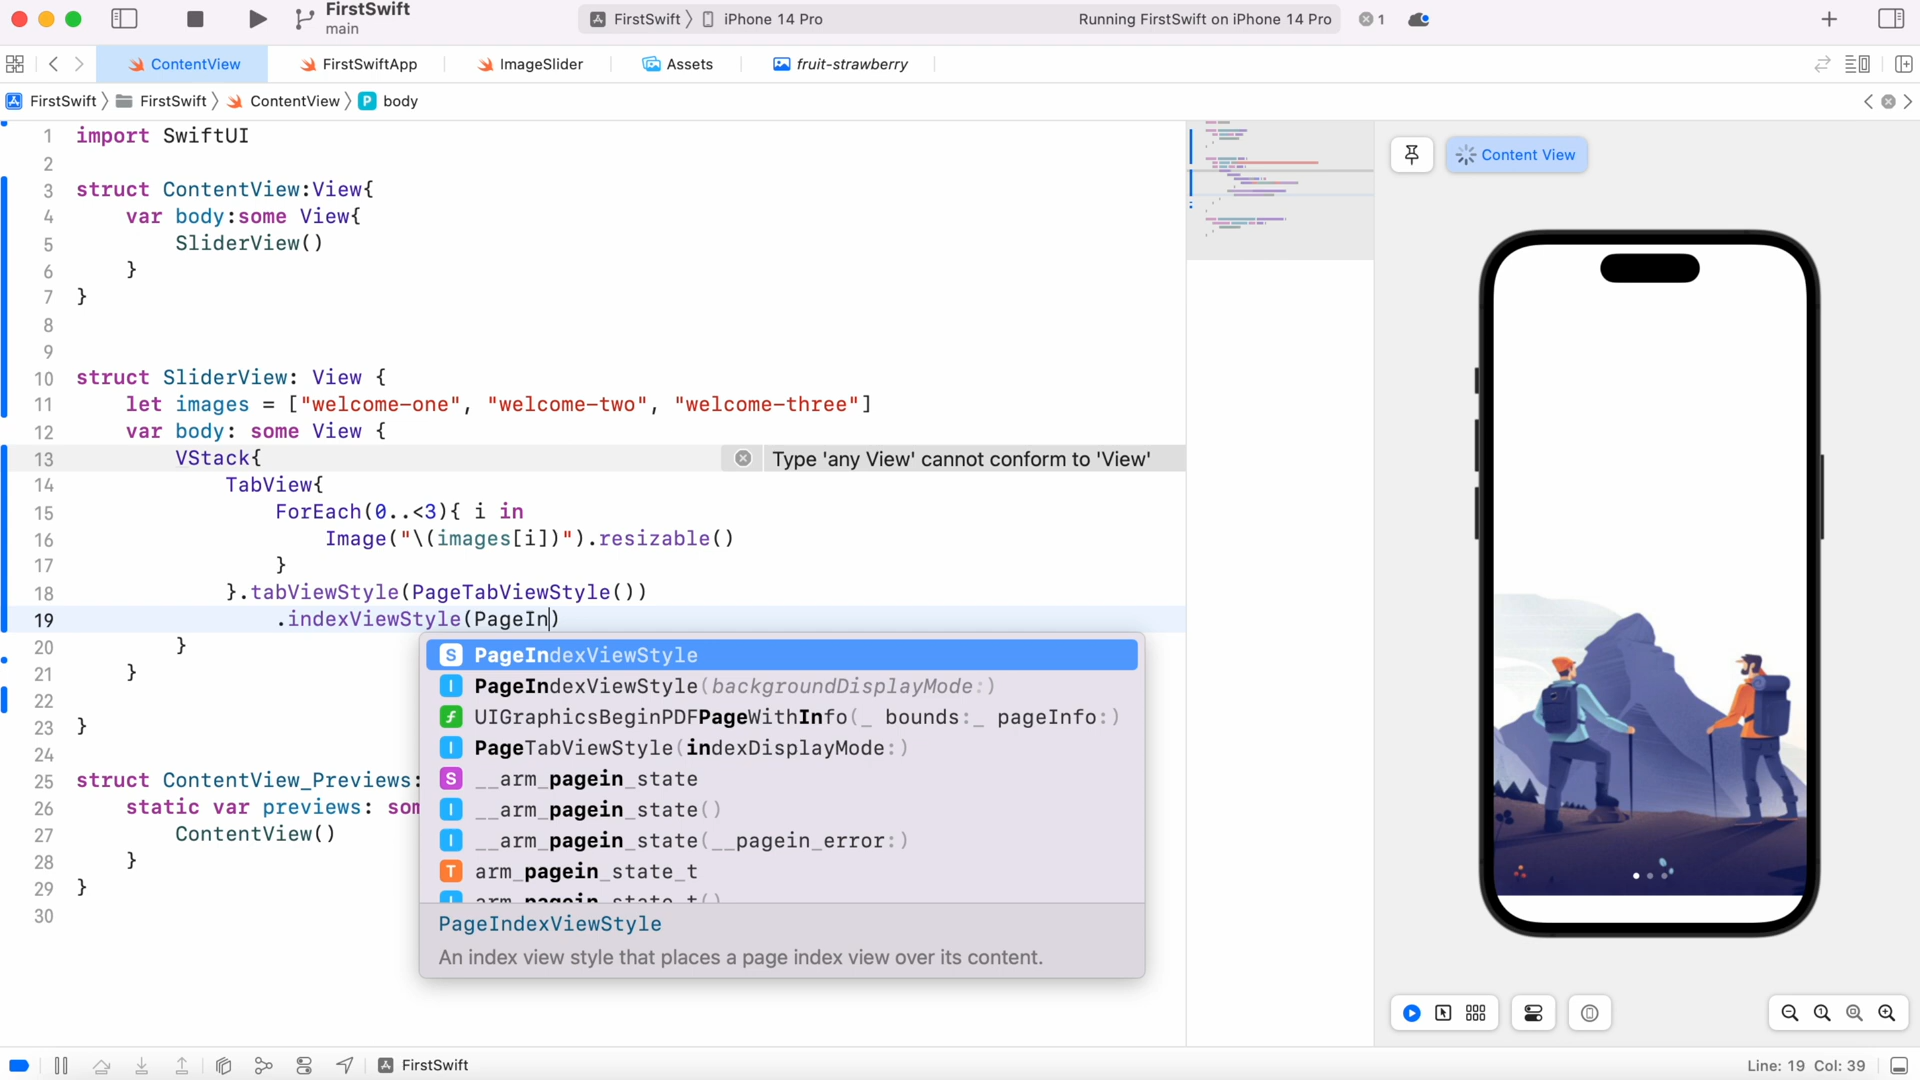 FirstSwift
main
FirstSwift
iPhone 14 Pro
Running FirstSwift on iPhone 14 Pro
1
ContentView
FirstSwiftApp
ImageSlider
Assets
fruit-strawberry
FirstSwift
FirstSwift
ContentView
P
body
1 import SwiftUI
2
3 struct ContentView:View{
4 var body:some View{
5 SliderView()
6 }
7 }
8
9
10 struct SliderView: View {
11 let images = ["welcome-one", "welcome-two", "welcome-three"]
12 var body: some View {
13 VStack{
Type 'any View' cannot conform to 'View'
14 TabView{
15 ForEach(0..<3){ i in
16 Image("\(images[i])").resizable()
17 }
18 }.tabViewStyle(PageTabViewStyle())
19 .indexViewStyle(PageIn)
20 }
21 }
22
23 }
24
25 struct ContentView_Previews:
26 static var previews: som
27 ContentView()
28 }
29 }
30
S PageIndexViewStyle
I PageIndexViewStyle(backgroundDisplayMode:)
f UIGraphicsBeginPDFPageWithInfo(_ bounds:_ pageInfo:)
I PageTabViewStyle(indexDisplayMode:)
S __arm_pagein_state
I __arm_pagein_state()
I __arm_pagein_state(__pagein_error:)
T arm_pagein_state_t
I arm_pagein_state_t()
PageIndexViewStyle
An index view style that places a page index view over its content.
Content View
FirstSwift
Line: 19 Col: 39